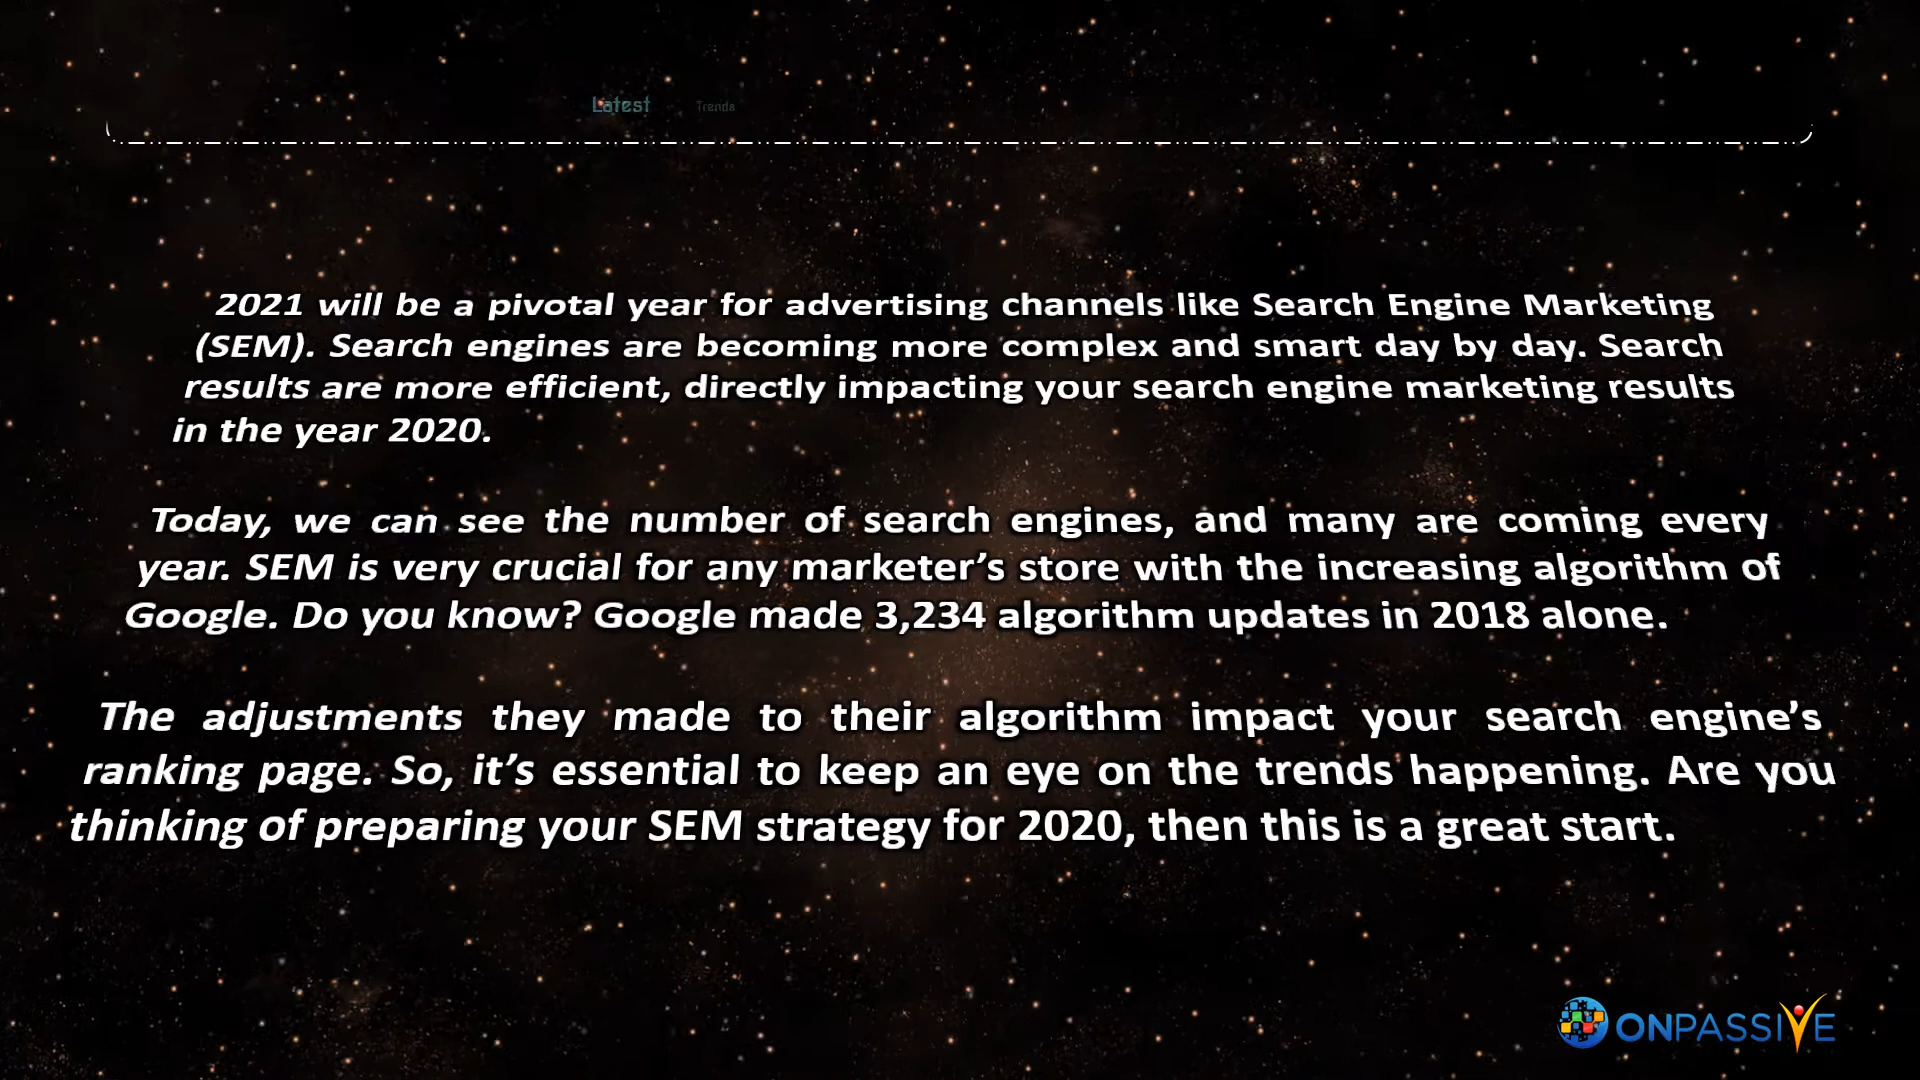 Latest Trends
2021 will be a pivotal year for advertising channels like Search Engine Marketing
(SEM). Search engines are becoming more complex and smart day by day. Search
results are more efficient, directly impacting your search engine marketing results
in the year 2020.
Today, we can see the number of search engines, and many are coming every
year. SEM is very crucial for any marketer’s store with the increasing algorithm of
Google. Do you know? Google made 3,234 algorithm updates in 2018 alone.
The adjustments they made to their algorithm impact your search engine’s
ranking page. So, it’s essential to keep an eye on the trends happening. Are you
thinking of preparing your SEM strategy for 2020, then this is a great start.
ONPASSIVE